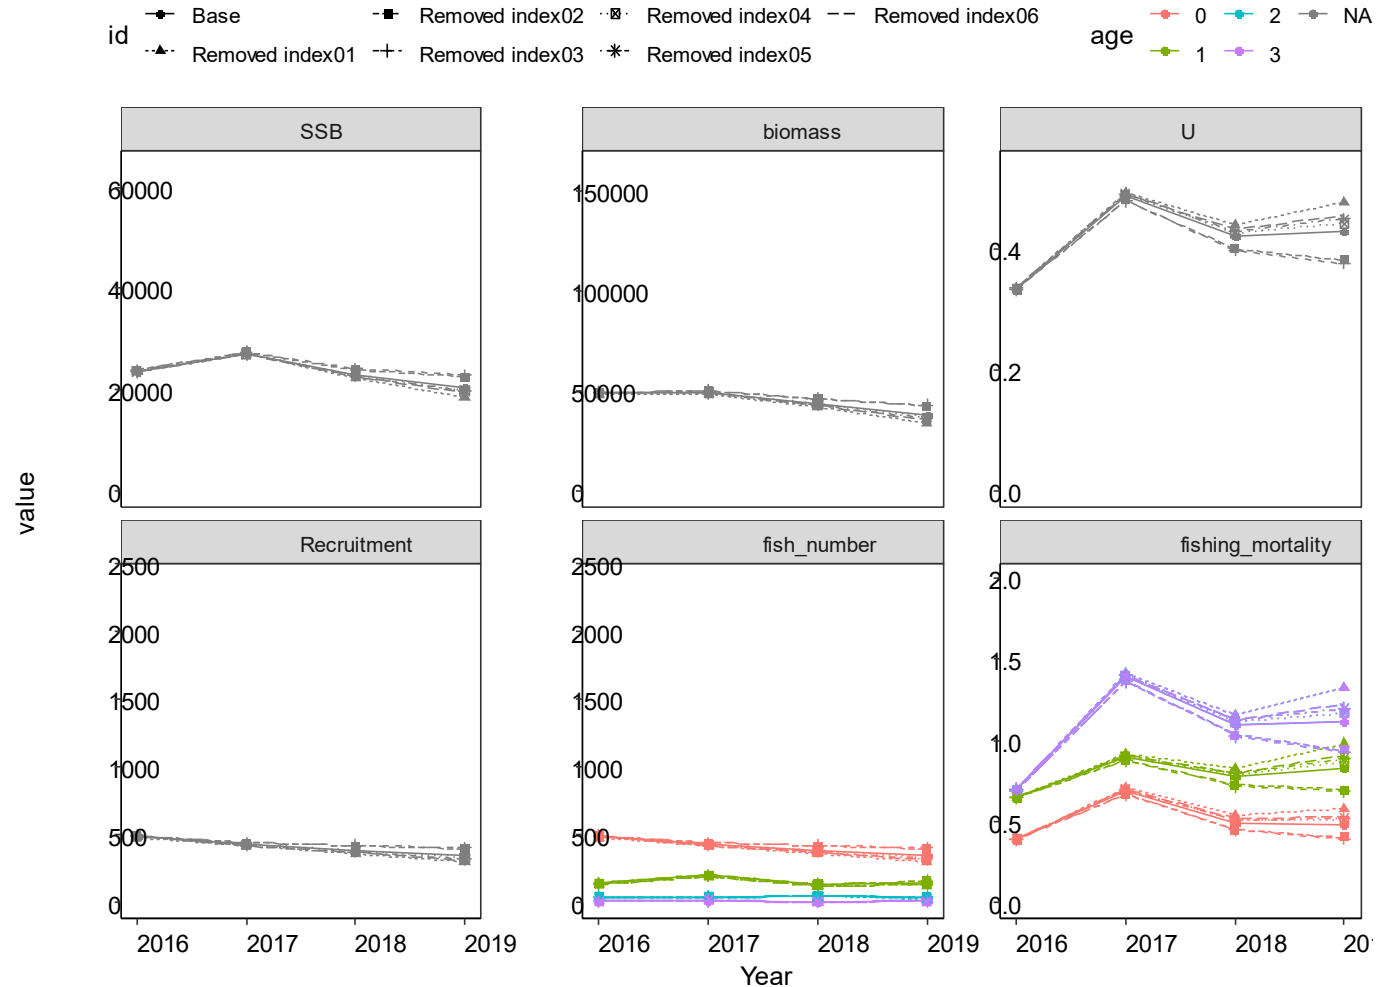 id
Base
Removed index02
Removed index04
Removed index06
Removed index01
Removed index03
Removed index05
age
0
2
NA
1
3
SSB
biomass
U
60000
40000
20000
0
150000
100000
50000
0
0.4
0.2
0.0
value
Recruitment
fish_number
fishing_mortality
2500
2000
1500
1000
500
0
2500
2000
1500
1000
500
0
2.0
1.5
1.0
0.5
0.0
2016 2017 2018 2019
2016 2017 2018 2019
2016 2017 2018 201
Year